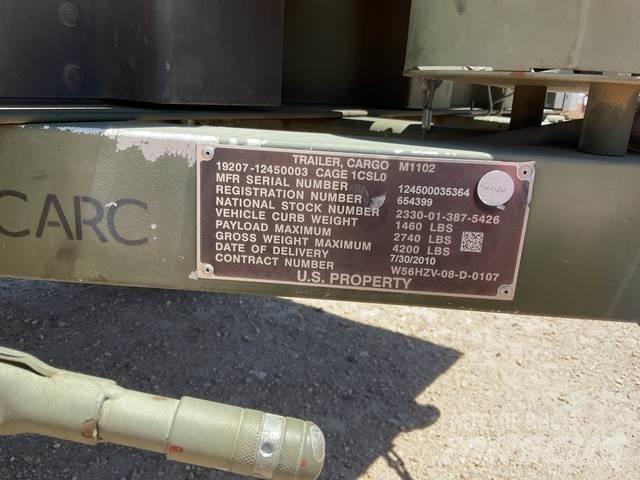 TRAILER, CARGO M1102
19207-12450003 CAGE 1CSL0
MFR SERIAL NUMBER 124500035364
REGISTRATION NUMBER 654399
NATIONAL STOCK NUMBER 2330-01-387-5426
VEHICLE CURB WEIGHT 1460 LBS
PAYLOAD MAXIMUM 2740 LBS
GROSS WEIGHT MAXIMUM 4200 LBS
DATE OF DELIVERY 7/30/2010
CONTRACT NUMBER W56HZV-08-D-0107
U.S. PROPERTY
CARC